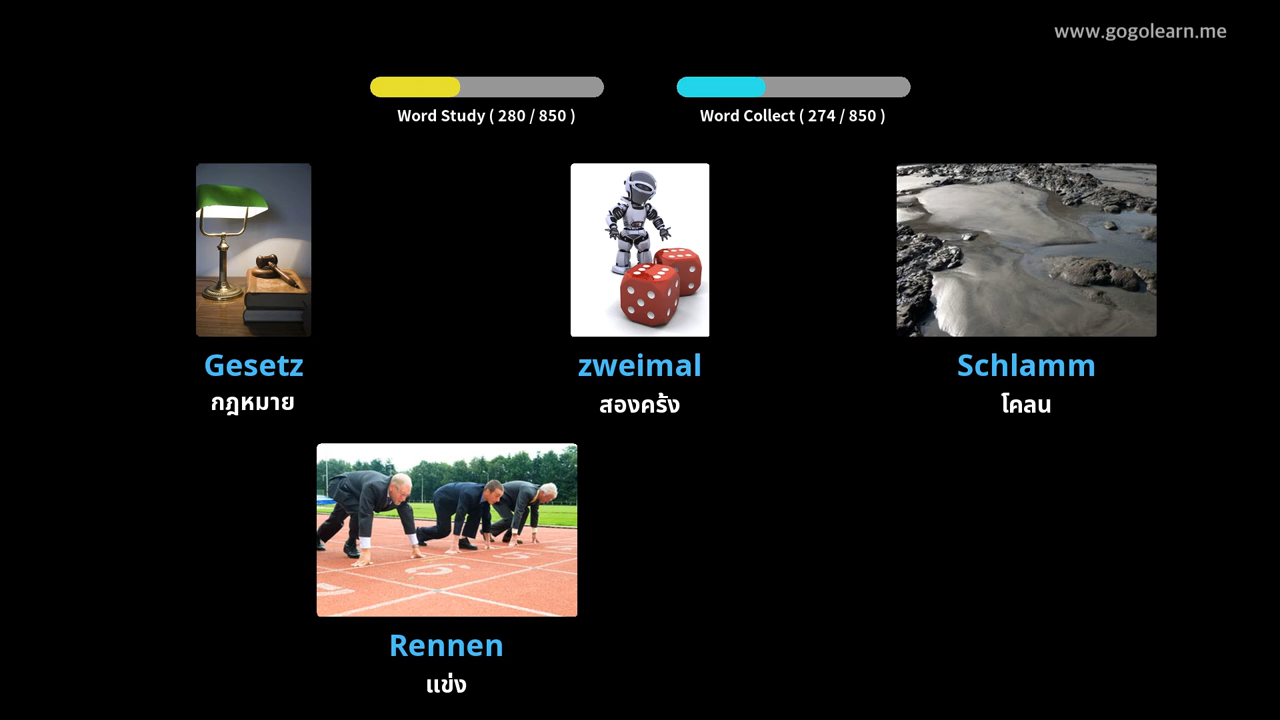 www.gogolearn.me
Word Study ( 280 / 850 )
Word Collect ( 274 / 850 )
Gesetz
กฎหมาย
zweimal
สองครั้ง
Schlamm
โคลน
Rennen
แข่ง